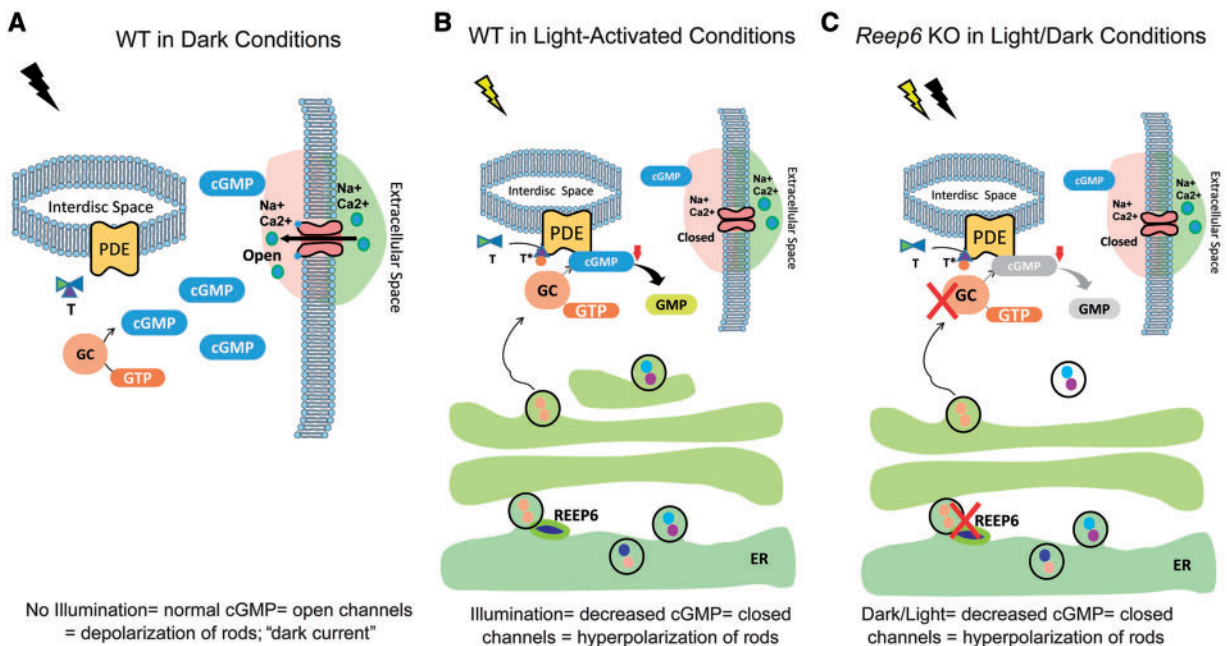 A
WT in Dark Conditions
Interdisc Space
PDE
T
GC
GTP
cGMP
cGMP
cGMP
cGMP
Na+
Ca2+
Na+
Ca2+
Open
Extracellular Space
No Illumination= normal cGMP= open channels
= depolarization of rods; “dark current”
B
WT in Light-Activated Conditions
Interdisc Space
PDE
T
T*
cGMP
GC
GTP
GMP
cGMP
Na+
Ca2+
Na+
Ca2+
Closed
Extracellular Space
REEP6
ER
Illumination= decreased cGMP= closed
channels = hyperpolarization of rods
C
Reep6 KO in Light/Dark Conditions
Interdisc Space
PDE
T
T*
cGMP
GC
GTP
GMP
cGMP
Na+
Ca2+
Na+
Ca2+
Closed
Extracellular Space
REEP6
ER
Dark/Light= decreased cGMP= closed
channels = hyperpolarization of rods